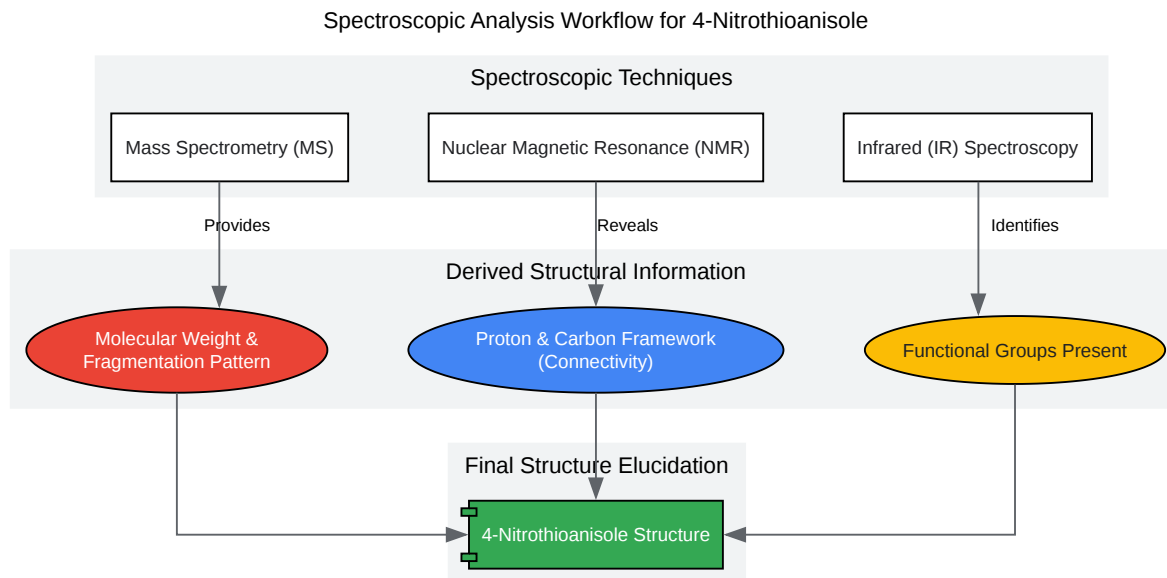 Spectroscopic Analysis Workflow for 4-Nitrothioanisole
Spectroscopic Techniques
Mass Spectrometry (MS)
Nuclear Magnetic Resonance (NMR)
Infrared (IR) Spectroscopy
Provides
Reveals
Identifies
Derived Structural Information
Molecular Weight &
Fragmentation Pattern
Proton & Carbon Framework
(Connectivity)
Functional Groups Present
Final Structure Elucidation
4-Nitrothioanisole Structure